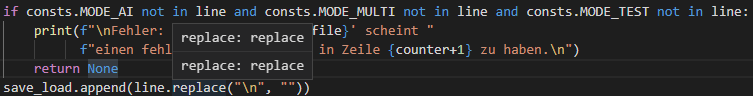 if consts.MODE_AI not in line and consts.MODE_MULTI not in line and consts.MODE_TEST not in line:
print(f"\nFehler: file}' scheint "
replace: replace
f"einen fehl in Zeile {counter+1} zu haben.\n")
replace: replace
return None
save_load.append(line.replace("\n", ""))